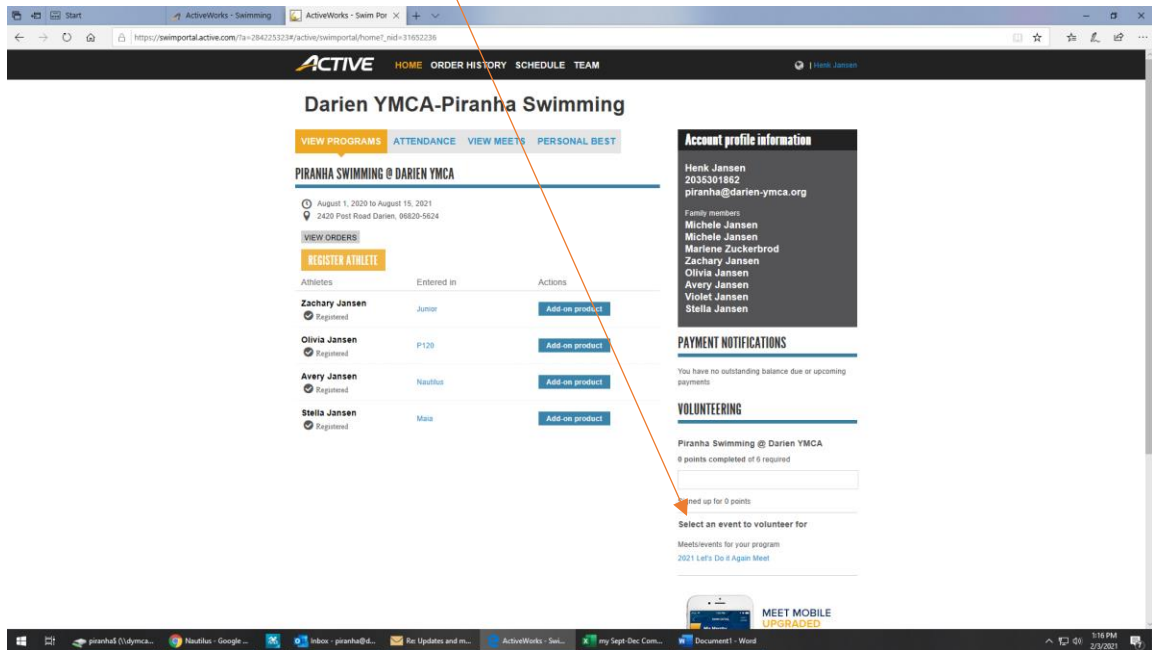 Start
ActiveWorks - Swimming
ActiveWorks - Swim Por
https://swimportal.active.com/?a=284225323#/active/swimportal/home?_nid=31652236
ACTIVE
HOME ORDER HISTORY SCHEDULE TEAM
| Henk Jansen
Darien YMCA-Piranha Swimming
VIEW PROGRAMS ATTENDANCE VIEW MEETS PERSONAL BEST
PIRANHA SWIMMING @ DARIEN YMCA
August 1, 2020 to August 15, 2021
2420 Post Road Darien, 06820-5624
VIEW ORDERS
REGISTER ATHLETE
Athletes Entered in Actions
Zachary Jansen
Registered
Junior
Add-on product
Olivia Jansen
Registered
P120
Add-on product
Avery Jansen
Registered
Nautilus
Add-on product
Stella Jansen
Registered
Maia
Add-on product
Account profile information
Henk Jansen
2035301862
piranha@darien-ymca.org
Family members
Michele Jansen
Michele Jansen
Marlene Zuckerbrod
Zachary Jansen
Olivia Jansen
Avery Jansen
Violet Jansen
Stella Jansen
PAYMENT NOTIFICATIONS
You have no outstanding balance due or upcoming
payments
VOLUNTEERING
Piranha Swimming @ Darien YMCA
0 points completed of 6 required
Signed up for 0 points
Select an event to volunteer for
Meets/events for your program
2021 Let's Do it Again Meet
MEET MOBILE
UPGRADED
piranha$ (\\dymca...
Nautilus - Google ...
Inbox - piranha@d...
Re: Updates and m...
ActiveWorks - Swi...
my Sept-Dec Com...
Document1 - Word
3:16 PM
2/3/2021